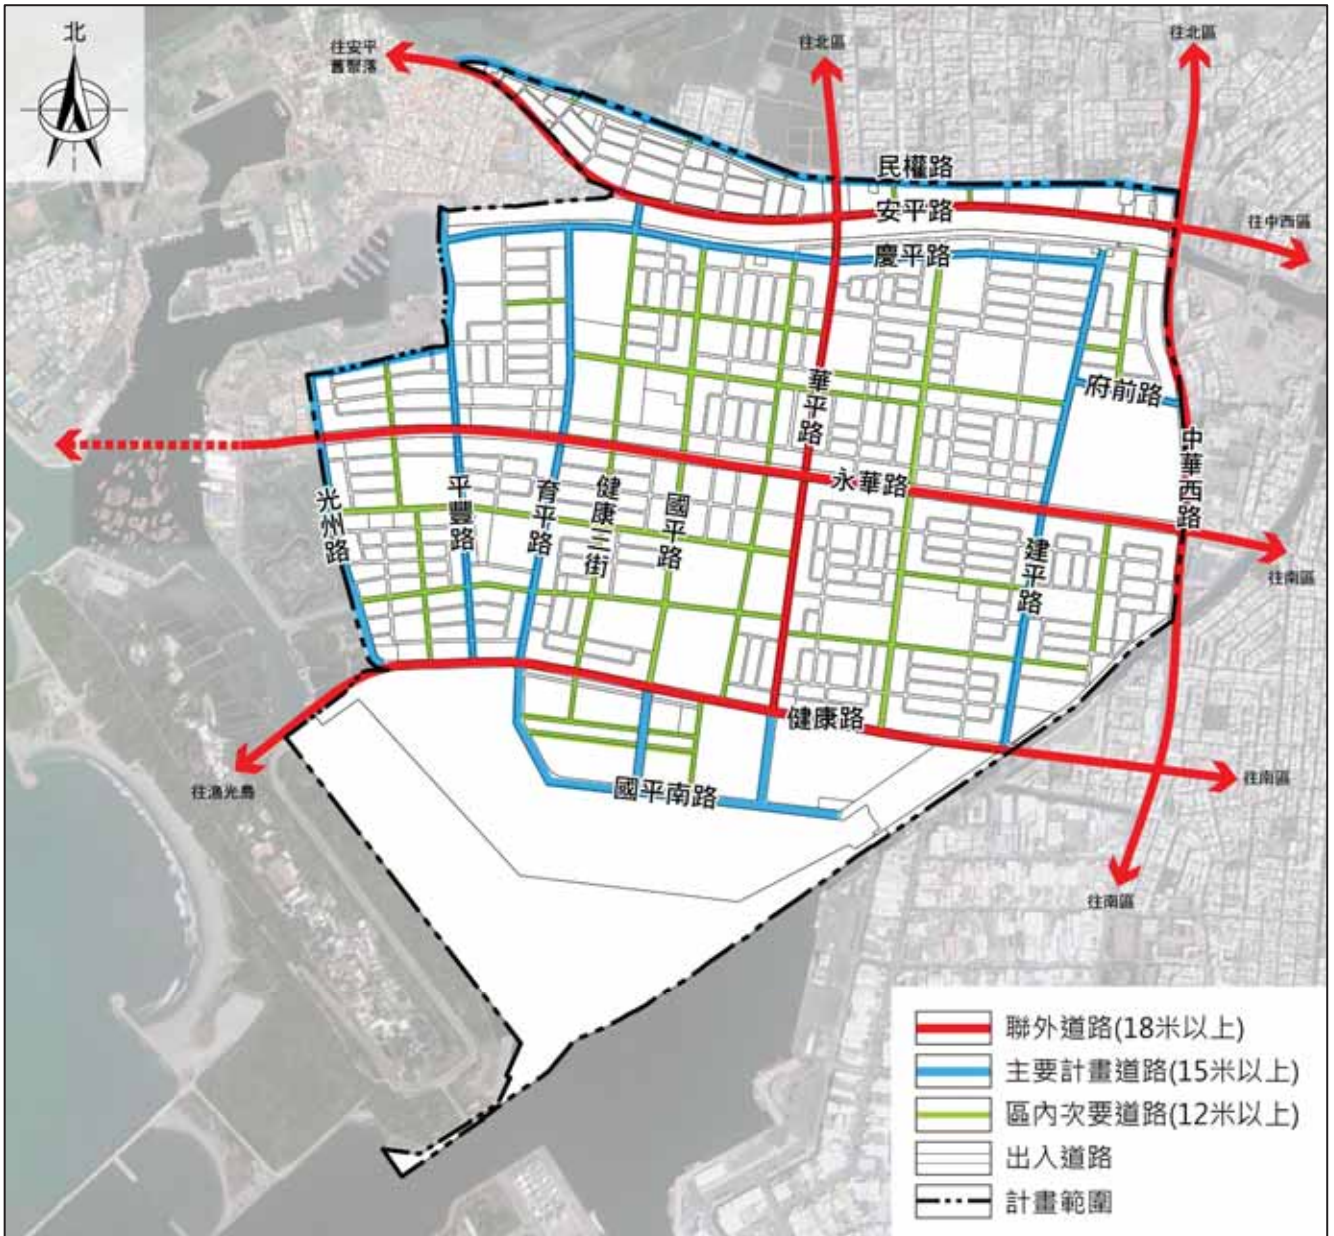 北
往安平
舊聚落
往北區
往北區
民權路
安平路
往中西區
慶平路
華平路
府前路
中華西路
永華路
光州路
平豐路
育平路
健康三街
國平路
建平路
往南區
健康路
往漁光島
國平南路
往南區
往南區
聯外道路(18米以上)
主要計畫道路(15米以上)
區內次要道路(12米以上)
出入道路
計畫範圍